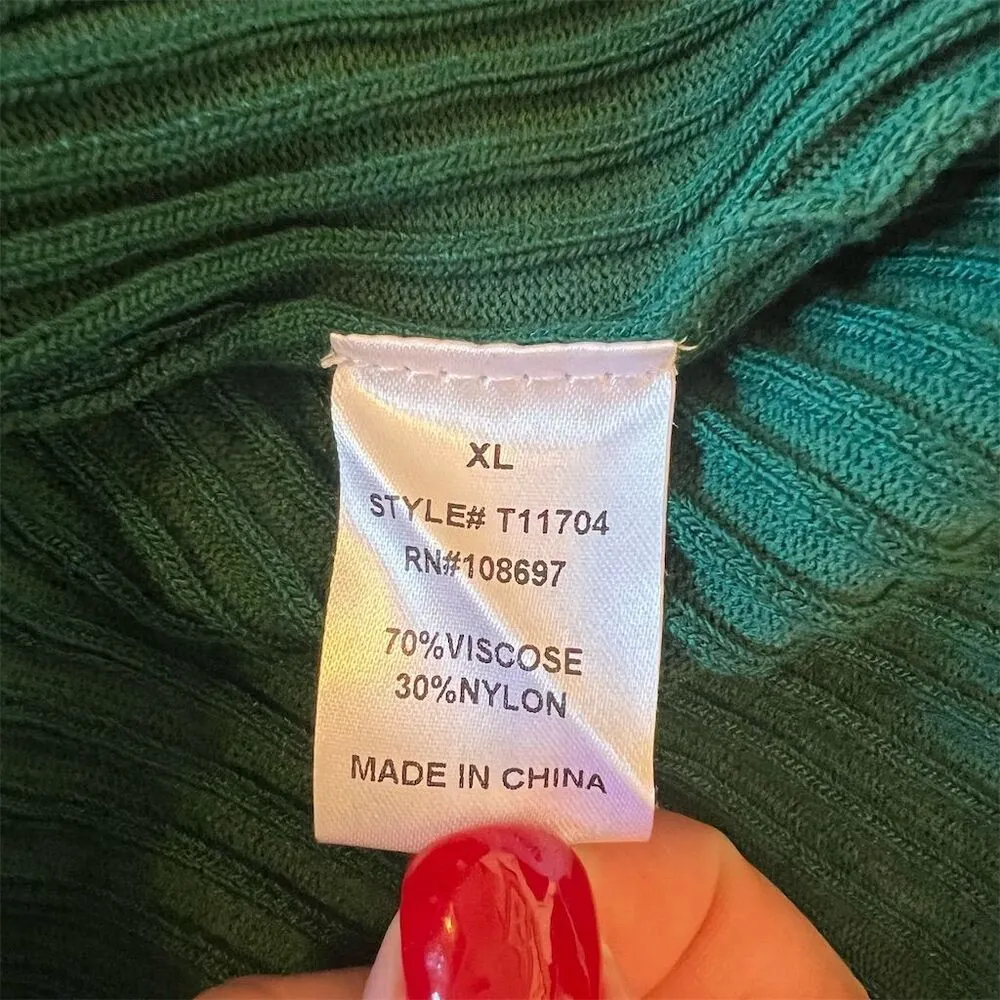 XL
STYLE# T11704
RN#108697
70%VISCOSE
30%NYLON
MADE IN CHINA